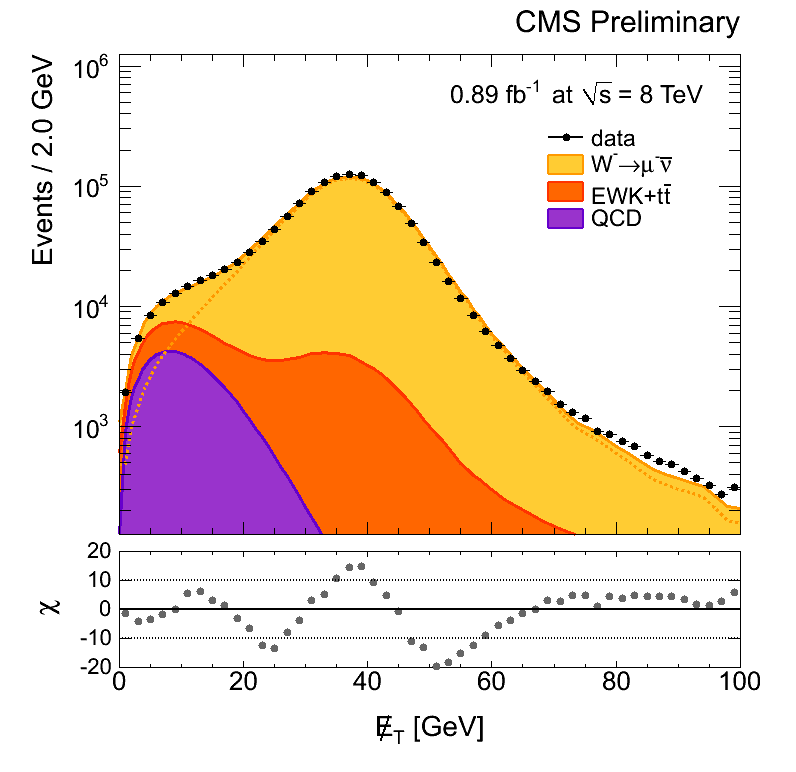 CMS Preliminary
10⁶
0.89 fb⁻¹ at √s = 8 TeV
data
W⁻→μ⁻ν̄
EWK+tt̄
QCD
Events / 2.0 GeV
10⁵
10⁴
10³
20
10
0
-10
-20
χ
0 20 40 60 80 100
E̸_T [GeV]